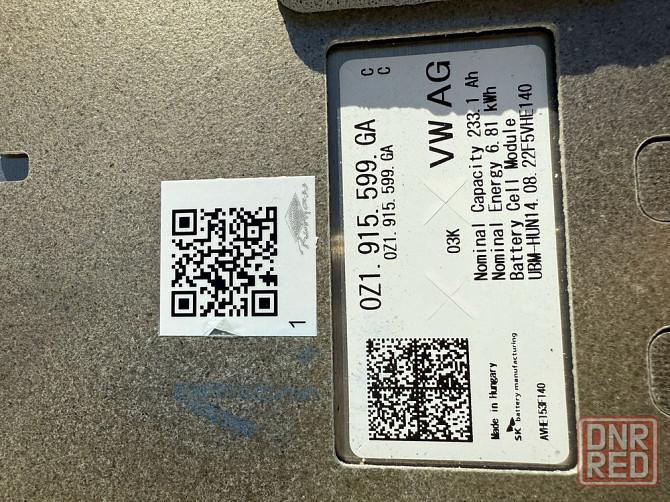 0Z1. 915. 599. GA C
0Z1. 915. 599. GA C
03K
VW AG
Nominal Capacity 233.1 Ah
Nominal Energy 6.81 kWh
Battery Cell Module
UBM-HUN14.08.22F5VHE140
Made in Hungary
SK battery manufacturing
AVHE153F140
1
DNR
RED